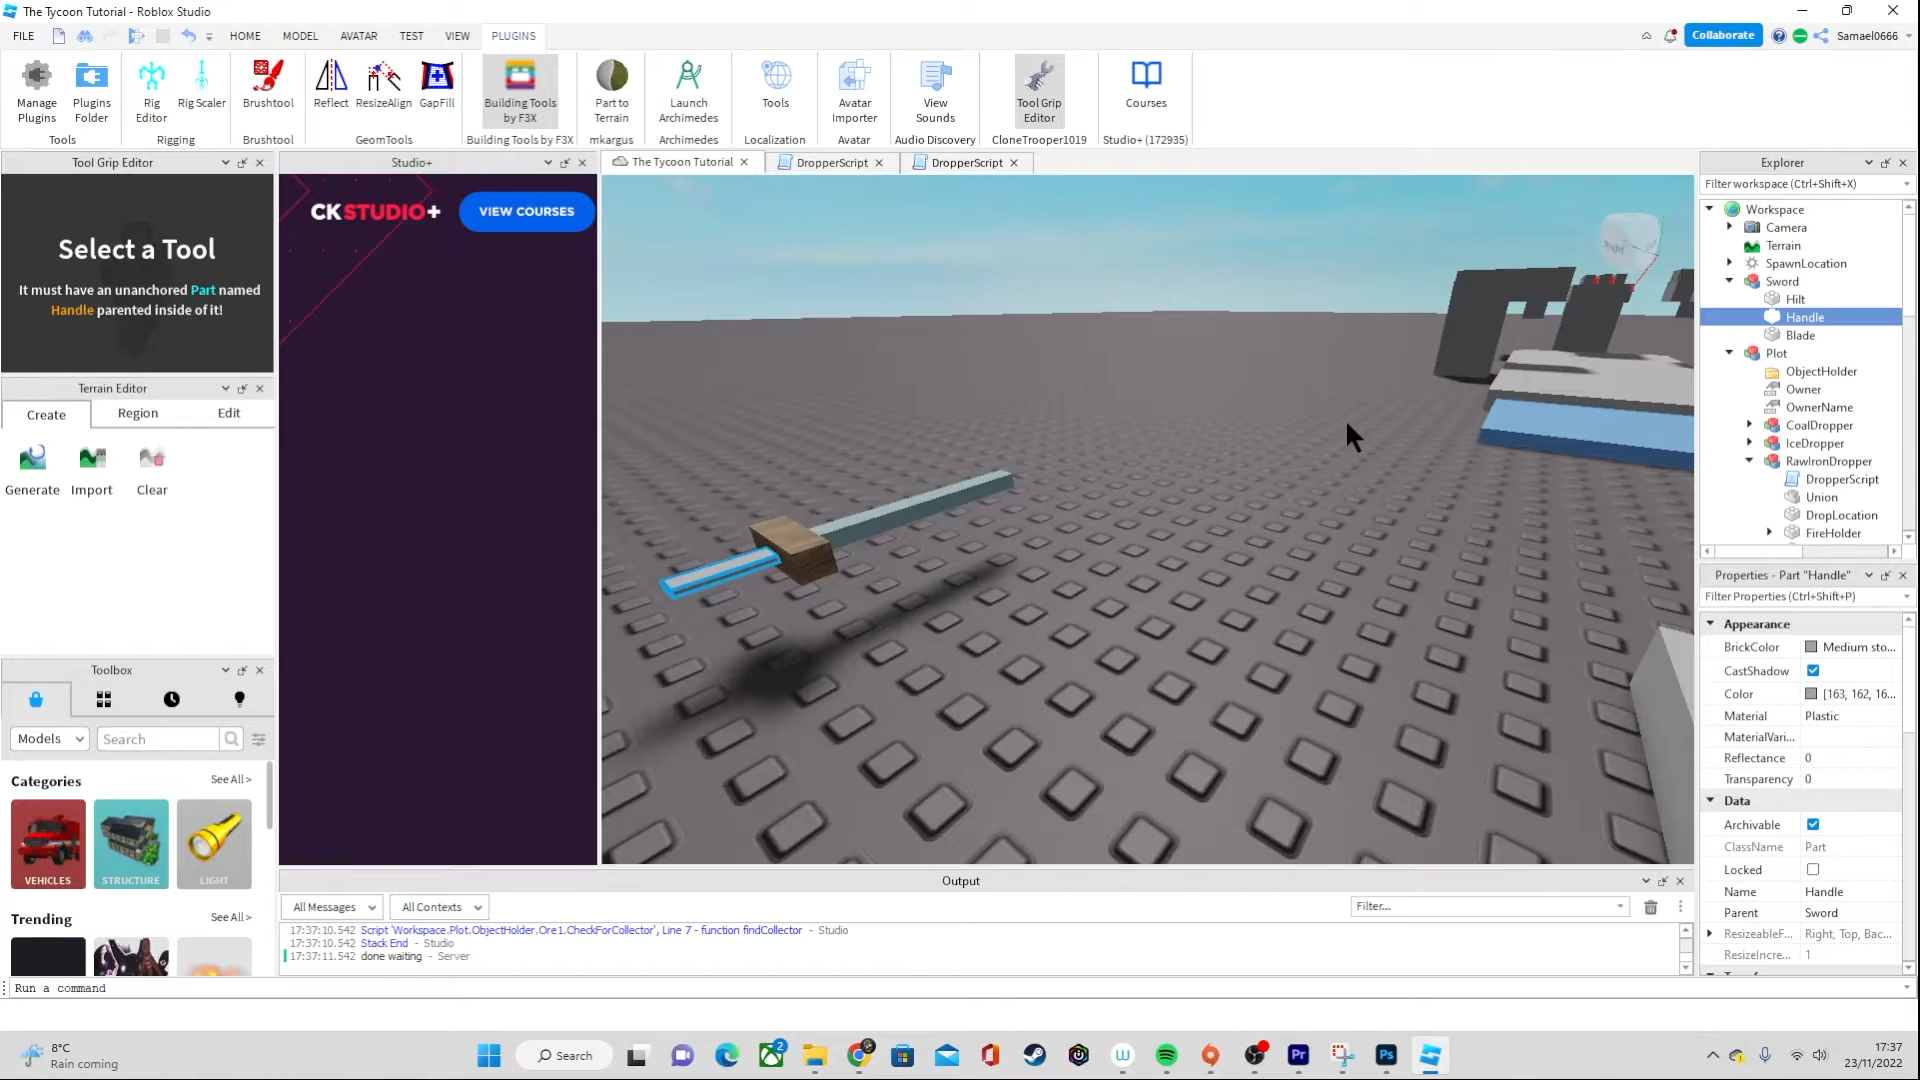 The Tycoon Tutorial - Roblox Studio
FILE HOME MODEL AVATAR TEST VIEW PLUGINS Collaborate Samael0666
Manage Plugins
Plugins Folder
Rig Editor
Rig Scaler
Brushtool
Reflect
ResizeAlign
GapFill
Building Tools by F3X
Part to Terrain
Launch Archimedes
Tools
Avatar Importer
View Sounds
Tool Grip Editor
Courses
Tools Rigging Brushtool GeomTools Building Tools by F3X mkargus Archimedes Localization Avatar Audio Discovery CloneTrooper1019 Studio+ (172935)
Tool Grip Editor
Select a Tool
It must have an unanchored Part named
Handle parented inside of it!
Terrain Editor
Create Region Edit
Generate Import Clear
Toolbox
Models Search
Categories See All >
VEHICLES STRUCTURE LIGHT
Trending See All >
Studio+
CKSTUDIO+ VIEW COURSES
The Tycoon Tutorial DropperScript DropperScript
Right
Output
All Messages All Contexts Filter...
17:37:10.542 Script 'Workspace.Plot.ObjectHolder.Ore1.CheckForCollector', Line 7 - function findCollector - Studio
17:37:10.542 Stack End - Studio
17:37:11.542 done waiting - Server
Run a command
Explorer
Filter workspace (Ctrl+Shift+X)
Workspace
Camera
Terrain
SpawnLocation
Sword
Hilt
Handle
Blade
Plot
ObjectHolder
Owner
OwnerName
CoalDropper
IceDropper
RawIronDropper
DropperScript
Union
DropLocation
FireHolder
Properties - Part "Handle"
Filter Properties (Ctrl+Shift+P)
Appearance
BrickColor Medium sto...
CastShadow
Color [163, 162, 16...
Material Plastic
MaterialVari...
Reflectance 0
Transparency 0
Data
Archivable
ClassName Part
Locked
Name Handle
Parent Sword
ResizeableF... Right, Top, Bac...
ResizeIncre... 1
8°C
Rain coming
Search
2
Pr
Ps
17:37
23/11/2022